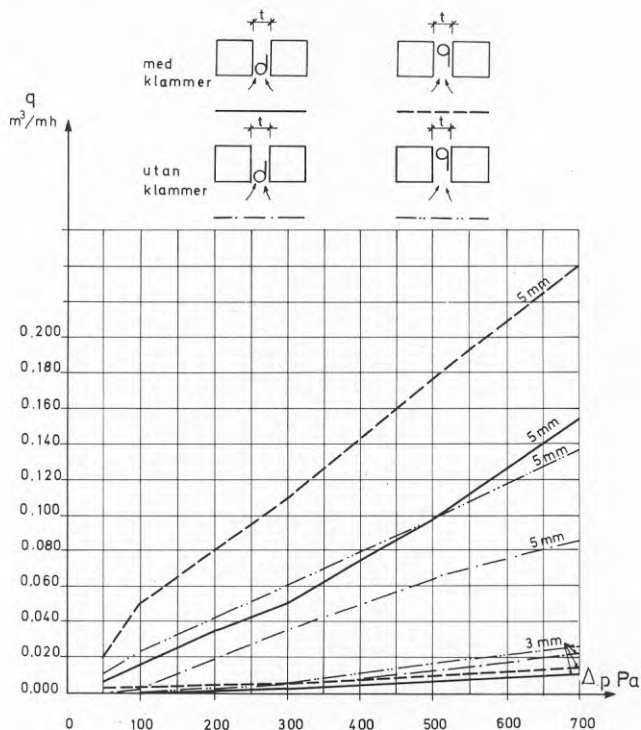 t
t
med
klammer
q
m³/mh
t
t
utan
klammer
5 mm
0,200
0.180
0.160
0.140
0.120
0.100
0.080
0.060
0.040
0.020
0,000
5 mm
5 mm
5 mm
3 mm
Δp Pa
0
100
200
300
400
500
600
700